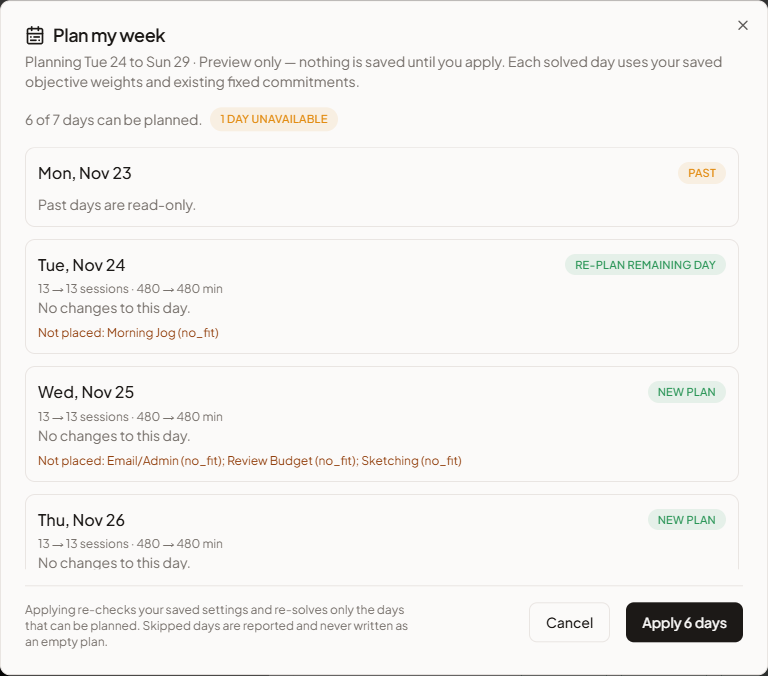 Plan my week
Planning Tue 24 to Sun 29 · Preview only — nothing is saved until you apply. Each solved day uses your saved
objective weights and existing fixed commitments.
6 of 7 days can be planned. 1 DAY UNAVAILABLE
Mon, Nov 23 PAST
Past days are read-only.
Tue, Nov 24 RE-PLAN REMAINING DAY
13 → 13 sessions · 480 → 480 min
No changes to this day.
Not placed: Morning Jog (no_fit)
Wed, Nov 25 NEW PLAN
13 → 13 sessions · 480 → 480 min
No changes to this day.
Not placed: Email/Admin (no_fit); Review Budget (no_fit); Sketching (no_fit)
Thu, Nov 26 NEW PLAN
13 → 13 sessions · 480 → 480 min
No changes to this day.
Applying re-checks your saved settings and re-solves only the days
that can be planned. Skipped days are reported and never written as
an empty plan.
Cancel Apply 6 days